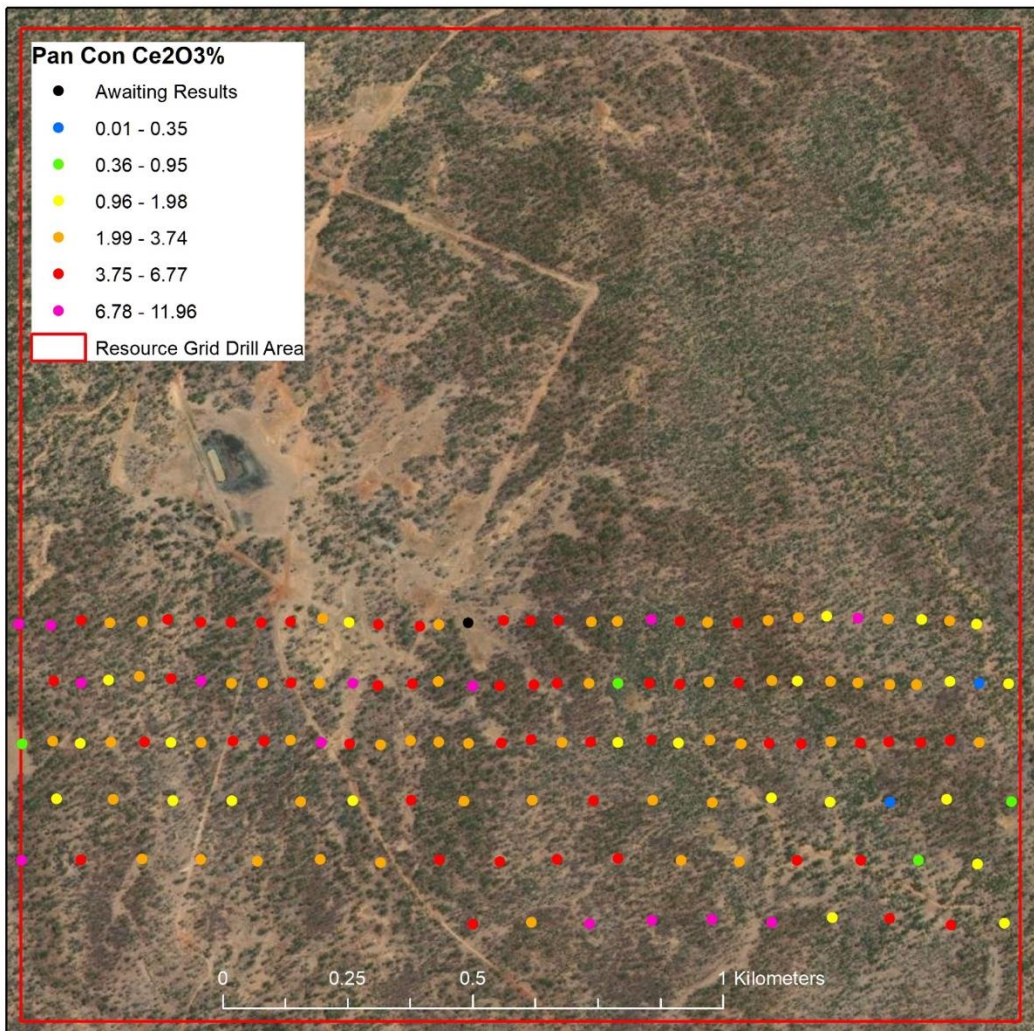 Pan Con Ce2O3%
Awaiting Results
0.01 - 0.35
0.36 - 0.95
0.96 - 1.98
1.99 - 3.74
3.75 - 6.77
6.78 - 11.96
Resource Grid Drill Area
0 0.25 0.5 1 Kilometers